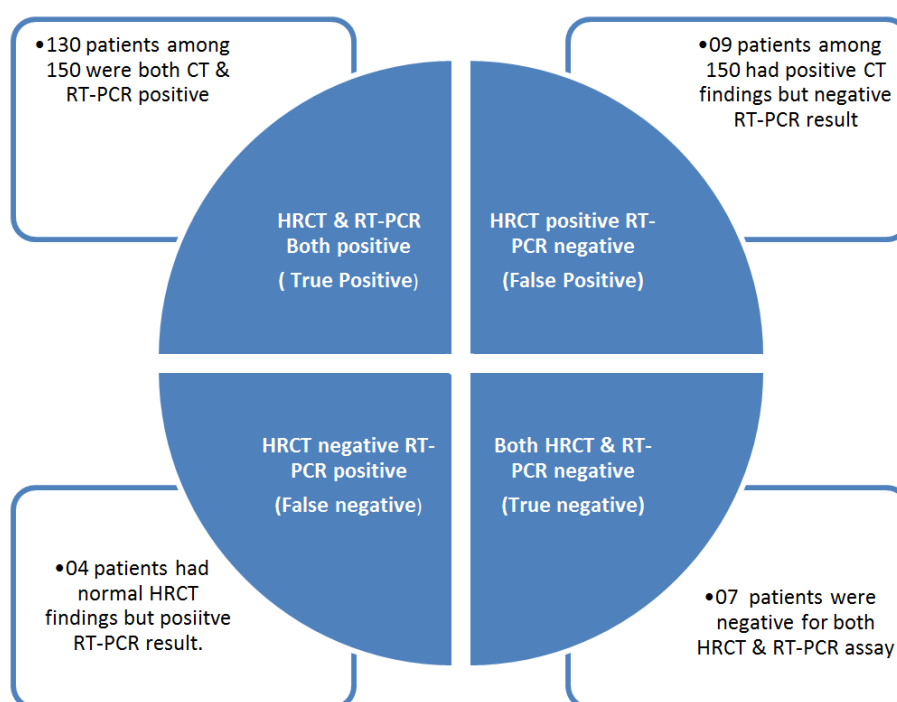 •130 patients among
150 were both CT &
RT-PCR positive
•09 patients among
150 had positive CT
findings but negative
RT-PCR result
HRCT & RT-PCR
Both positive
( True Positive)
HRCT positive RT-
PCR negative
(False Positive)
HRCT negative RT-
PCR positive
(False negative)
Both HRCT & RT-
PCR negative
(True negative)
•04 patients had
normal HRCT
findings but posiitve
RT-PCR result.
•07 patients were
negative for both
HRCT & RT-PCR assay